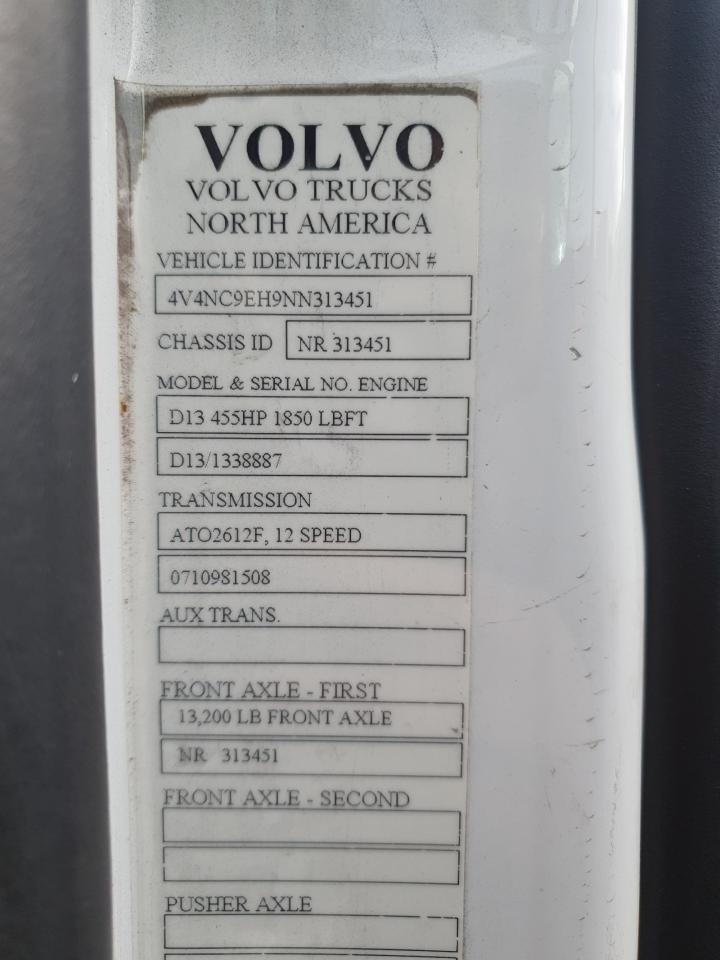 VOLVO
VOLVO TRUCKS
NORTH AMERICA
VEHICLE IDENTIFICATION #
4V4NC9EH9NN313451
CHASSIS ID NR 313451
MODEL & SERIAL NO. ENGINE
D13 455HP 1850 LBFT
D13/1338887
TRANSMISSION
ATO2612F, 12 SPEED
0710981508
AUX TRANS.
FRONT AXLE - FIRST
13,200 LB FRONT AXLE
NR 313451
FRONT AXLE - SECOND
PUSHER AXLE